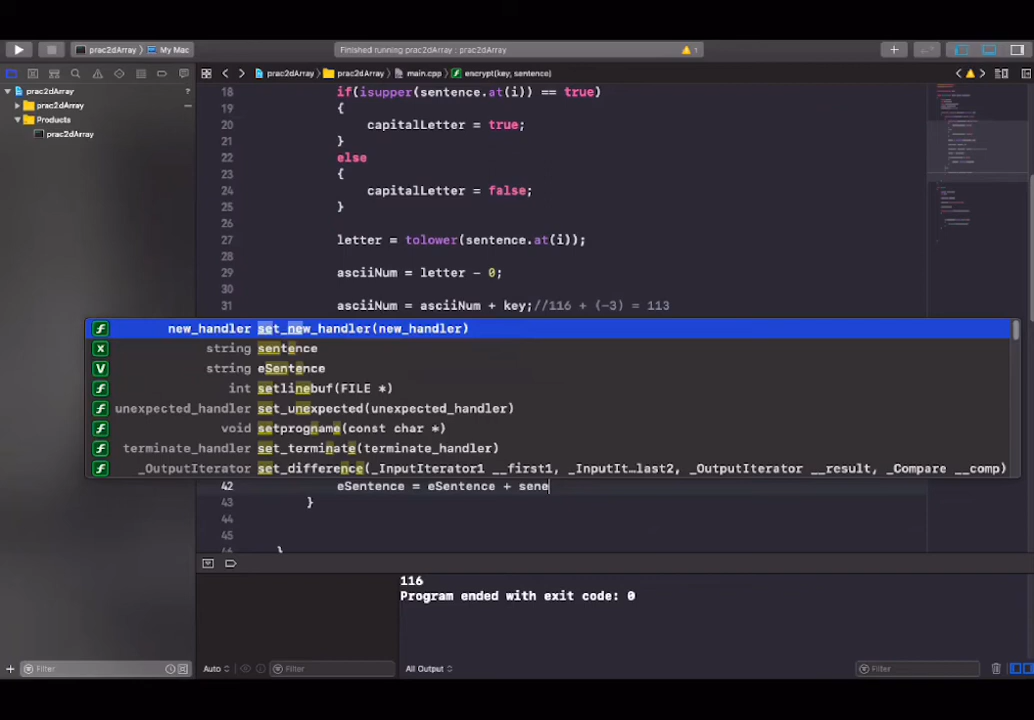 prac2dArray › My Mac
Finished running prac2dArray : prac2dArray
1
prac2dArray › prac2dArray › main.cpp › encrypt(key, sentence)
prac2dArray
prac2dArray
Products
prac2dArray
18 if(isupper(sentence.at(i)) == true)
19 {
20 capitalLetter = true;
21 }
22 else
23 {
24 capitalLetter = false;
25 }
26
27 letter = tolower(sentence.at(i));
28
29 asciiNum = letter - 0;
30
31 asciiNum = asciiNum + key;//116 + (-3) = 113
new_handler set_new_handler(new_handler)
string sentence
string eSentence
int setlinebuf(FILE *)
unexpected_handler set_unexpected(unexpected_handler)
void setprogname(const char *)
terminate_handler set_terminate(terminate_handler)
_OutputIterator set_difference(_InputIterator1 __first1, _InputIt…last2, _OutputIterator __result, _Compare __comp)
42 eSentence = eSentence + sene
43 }
44
45
46 }
116
Program ended with exit code: 0
Filter
Auto
Filter
All Output
Filter